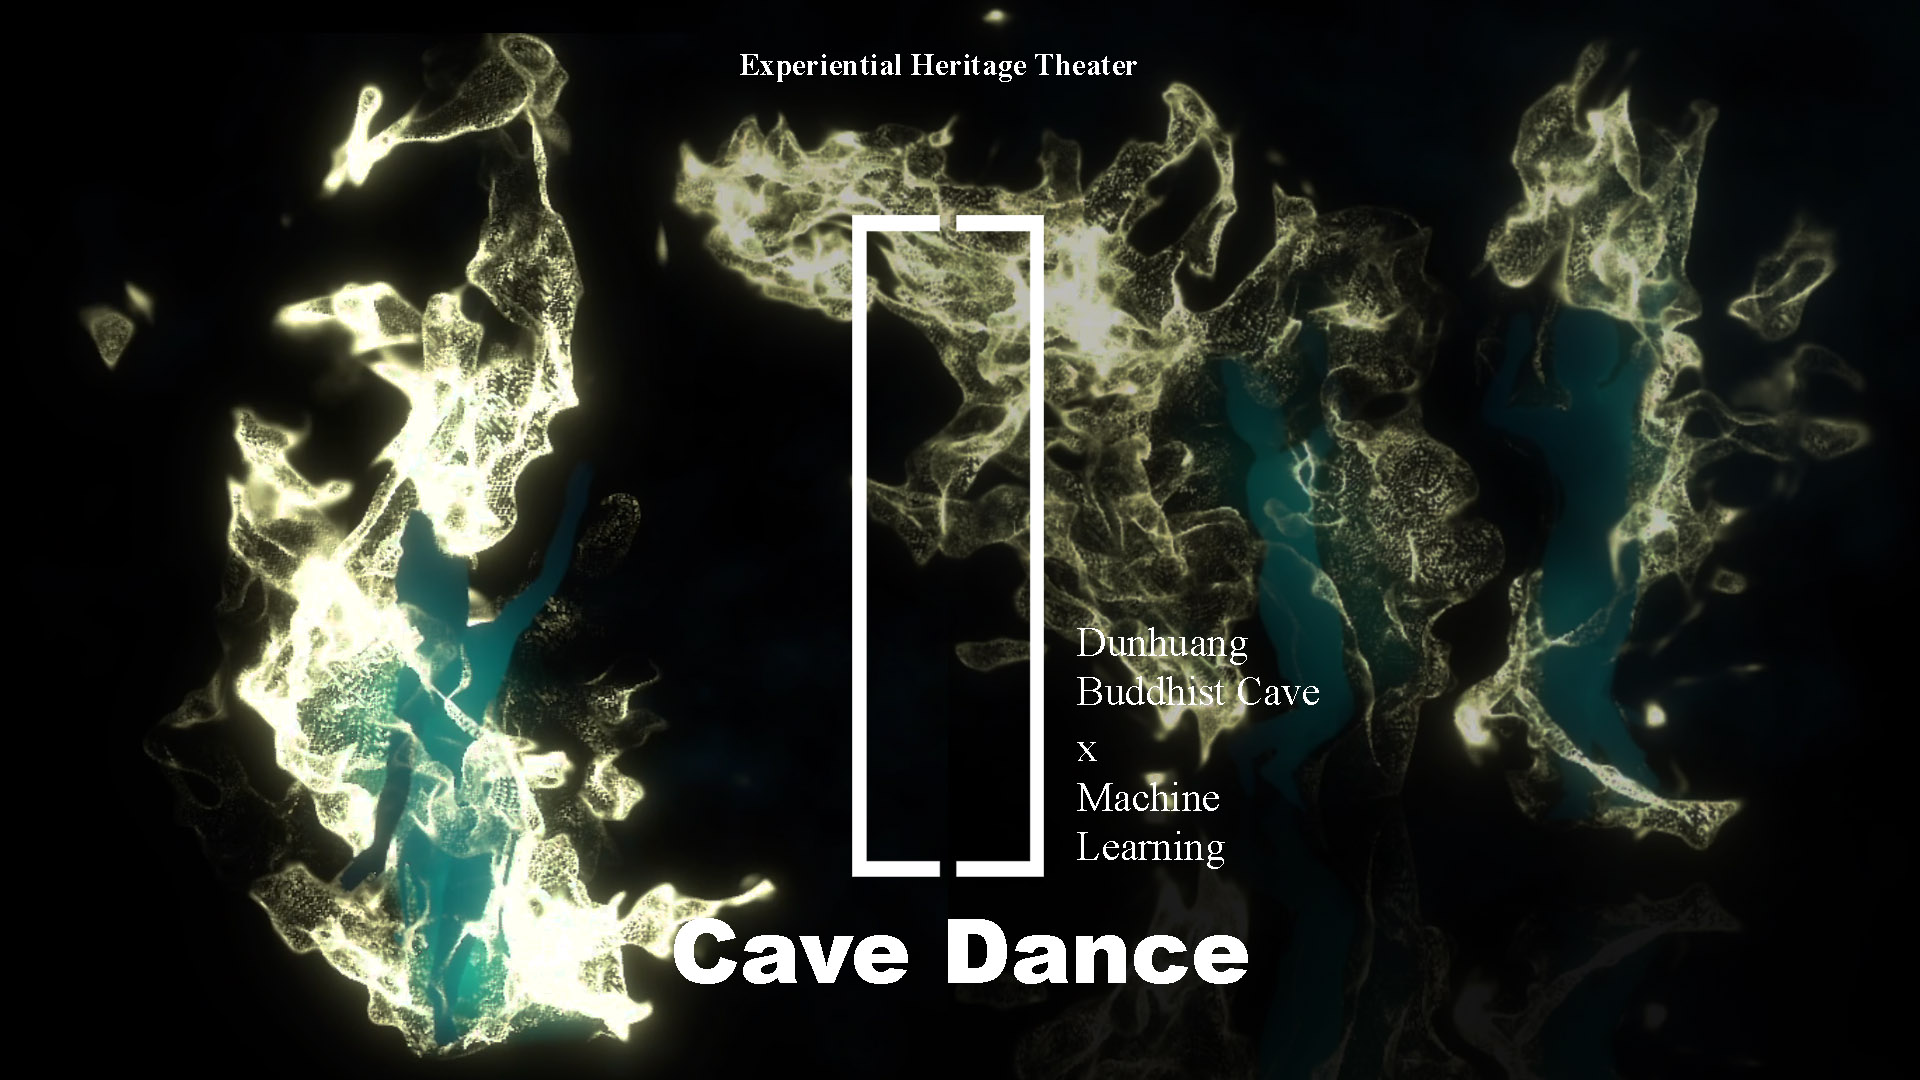 Experiential Heritage Theater
Dunhuang
Buddhist Cave
x
Machine
Learning
Cave Dance